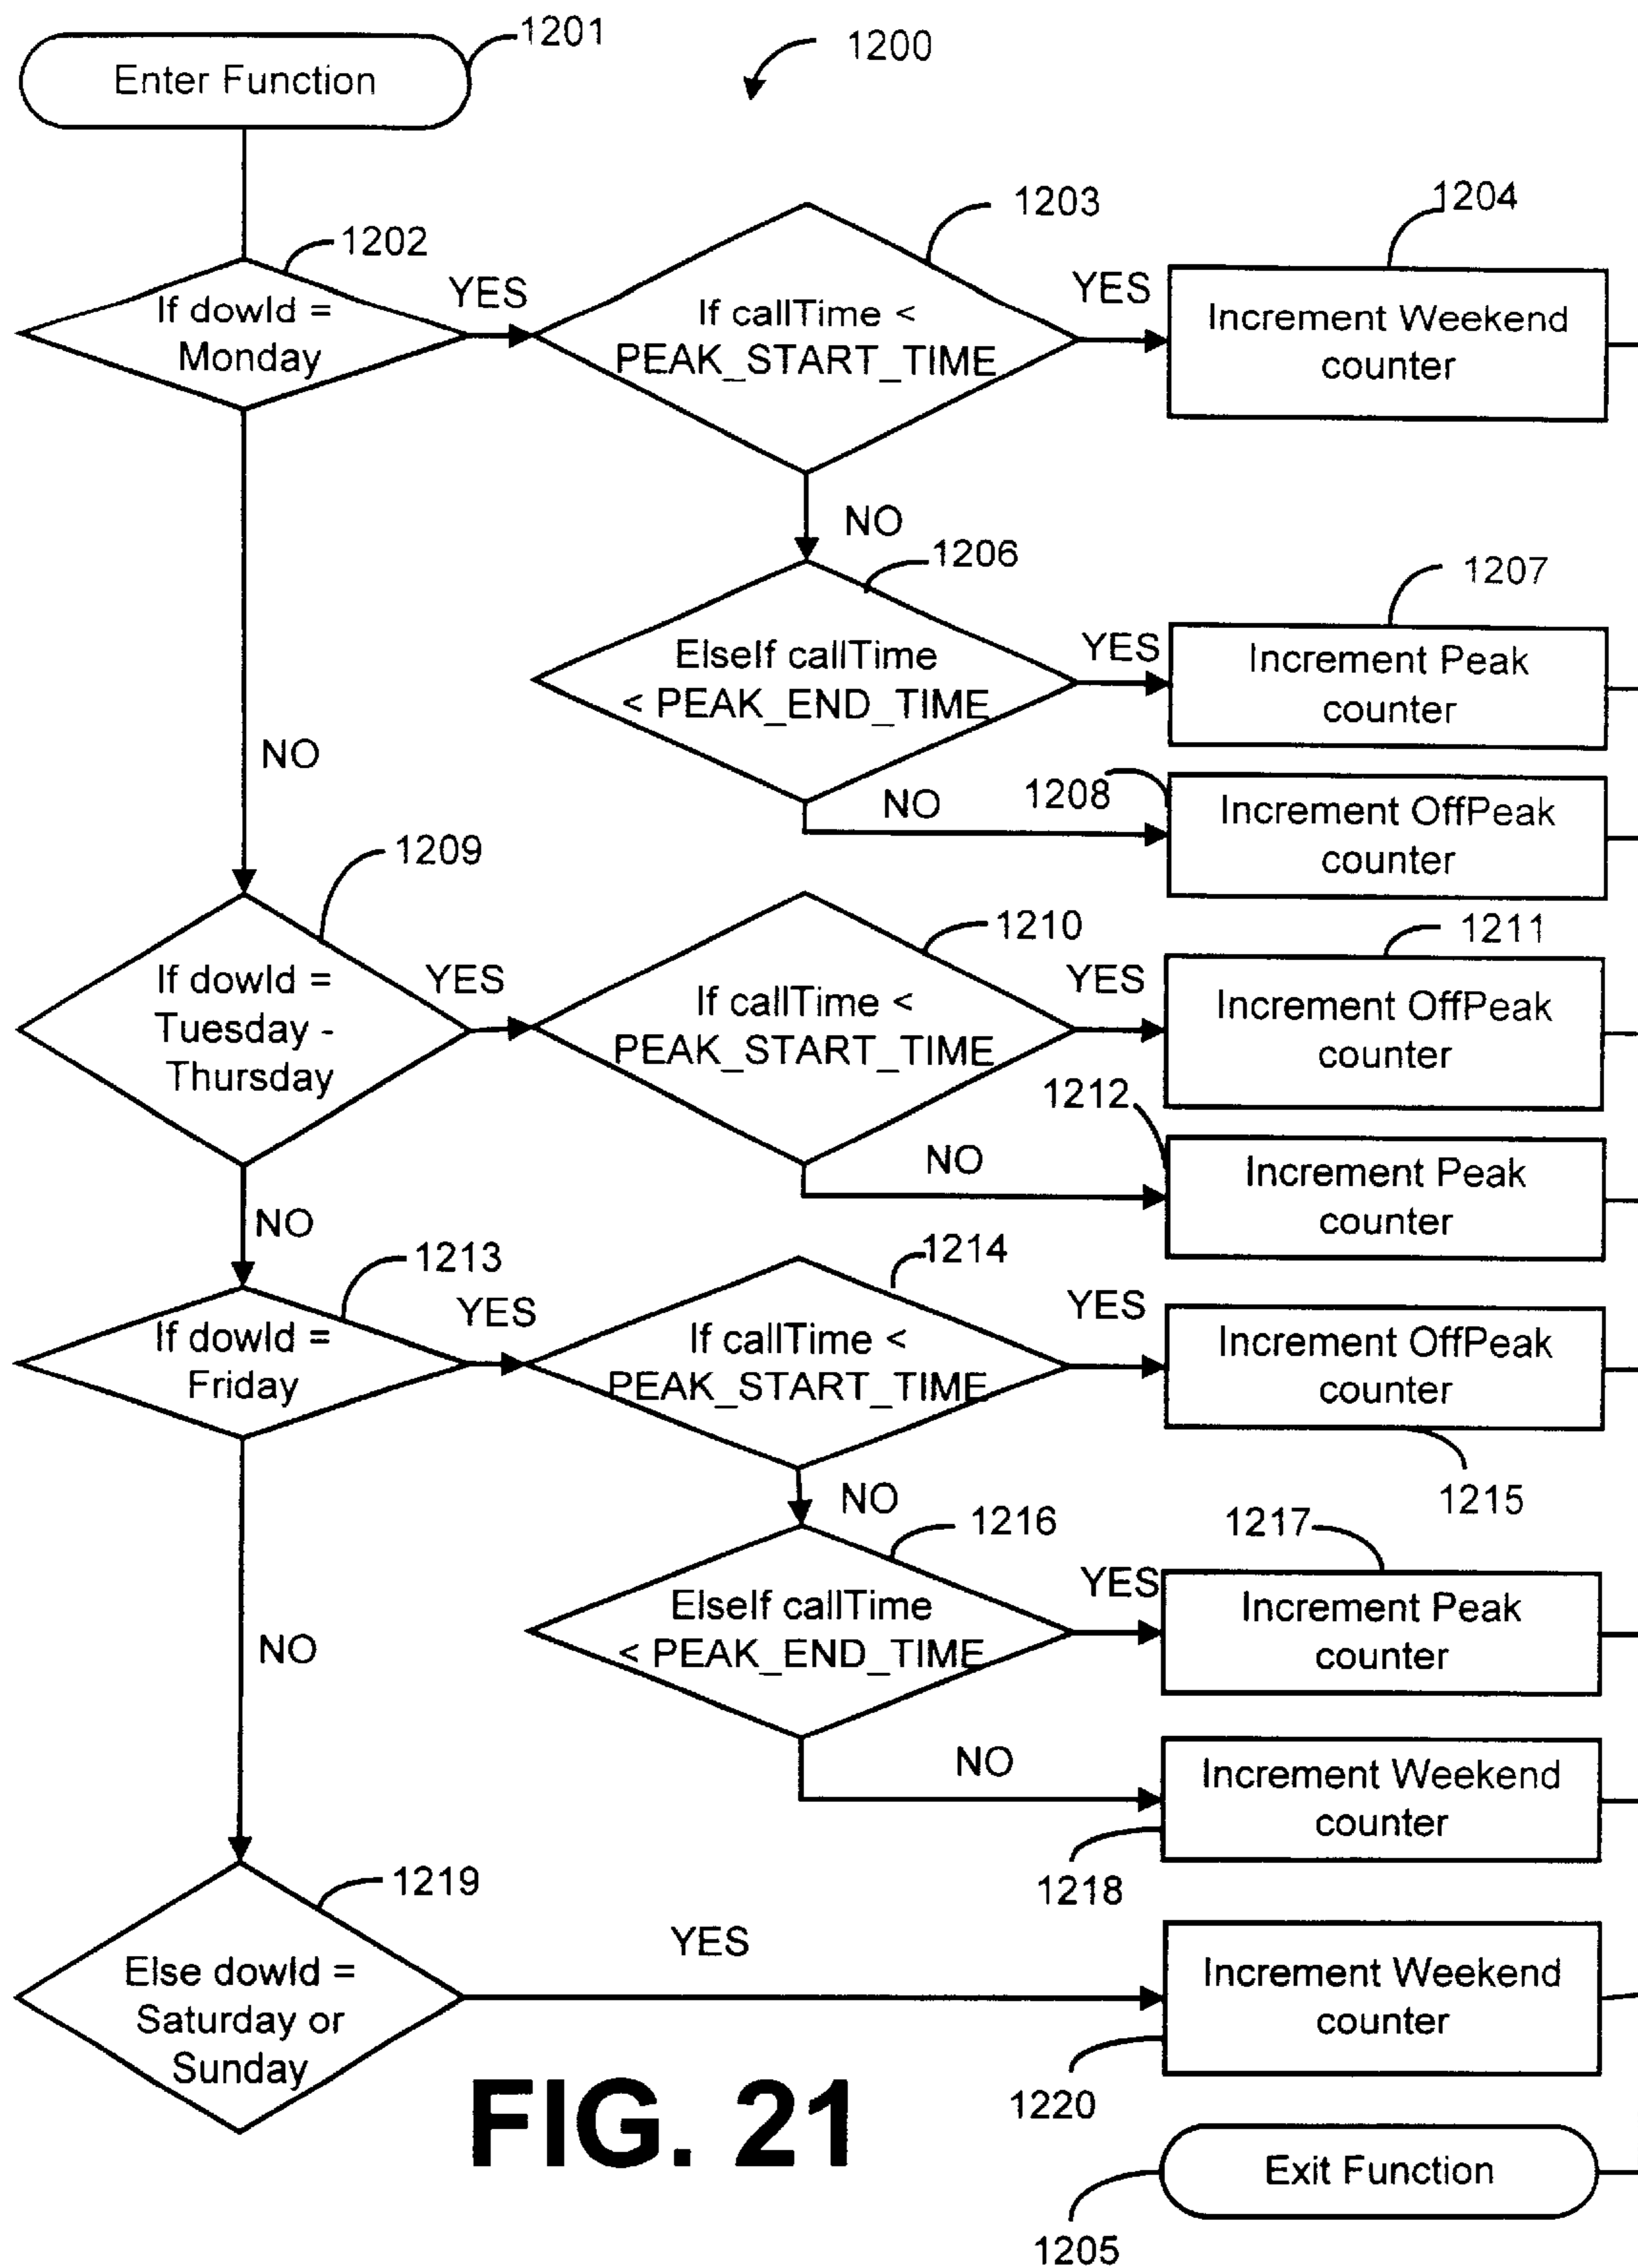 1201
1200
Enter Function
1202
1203
1204
If dowId =
Monday
YES
If callTime <
PEAK_START_TIME
YES
Increment Weekend
counter
NO
1206
1207
ElseIf callTime
< PEAK_END_TIME
YES
Increment Peak
counter
NO
NO
1208
Increment OffPeak
counter
1209
1210
1211
If dowId =
Tuesday -
Thursday
YES
If callTime <
PEAK_START_TIME
YES
Increment OffPeak
counter
1212
NO
Increment Peak
counter
NO
1213
1214
If dowId =
Friday
YES
If callTime <
PEAK_START_TIME
YES
Increment OffPeak
counter
1215
NO
1216
1217
ElseIf callTime
< PEAK_END_TIME
YES
Increment Peak
counter
NO
NO
Increment Weekend
counter
1218
1219
Else dowId =
Saturday or
Sunday
YES
Increment Weekend
counter
1220
FIG. 21
Exit Function
1205